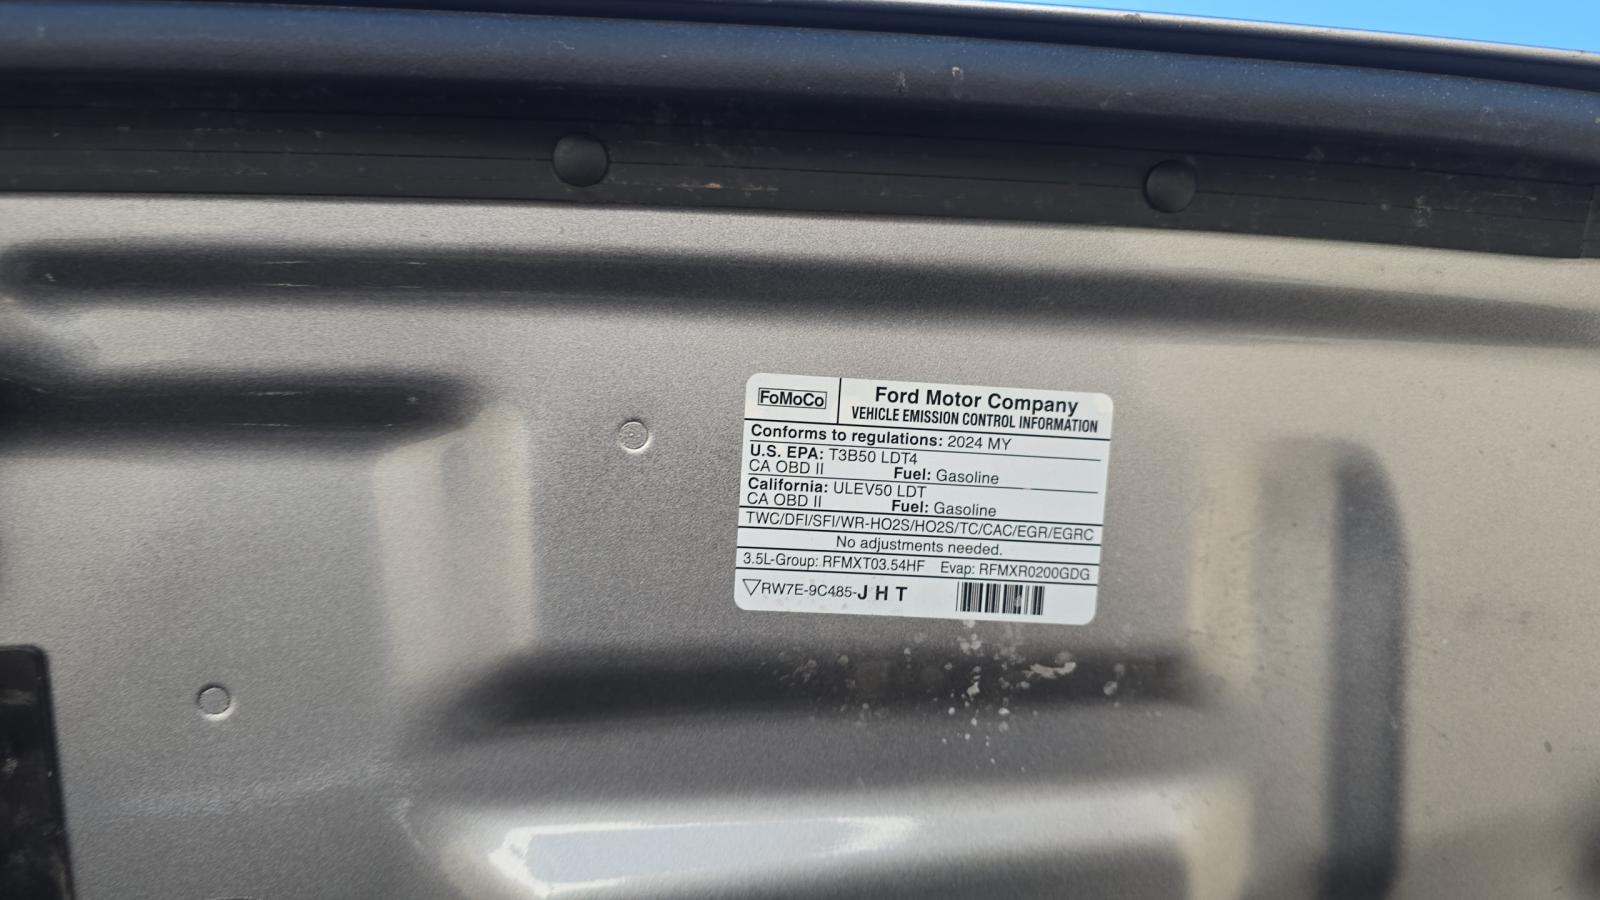 FoMoCo
Ford Motor Company
VEHICLE EMISSION CONTROL INFORMATION
Conforms to regulations: 2024 MY
U.S. EPA: T3B50 LDT4
CA OBD II Fuel: Gasoline
California: ULEV50 LDT
CA OBD II Fuel: Gasoline
TWC/DFI/SFI/WR-HO2S/HO2S/TC/CAC/EGR/EGRC
No adjustments needed.
3.5L-Group: RFMXT03.54HF Evap: RFMXR0200GDG
RW7E-9C485-JHT